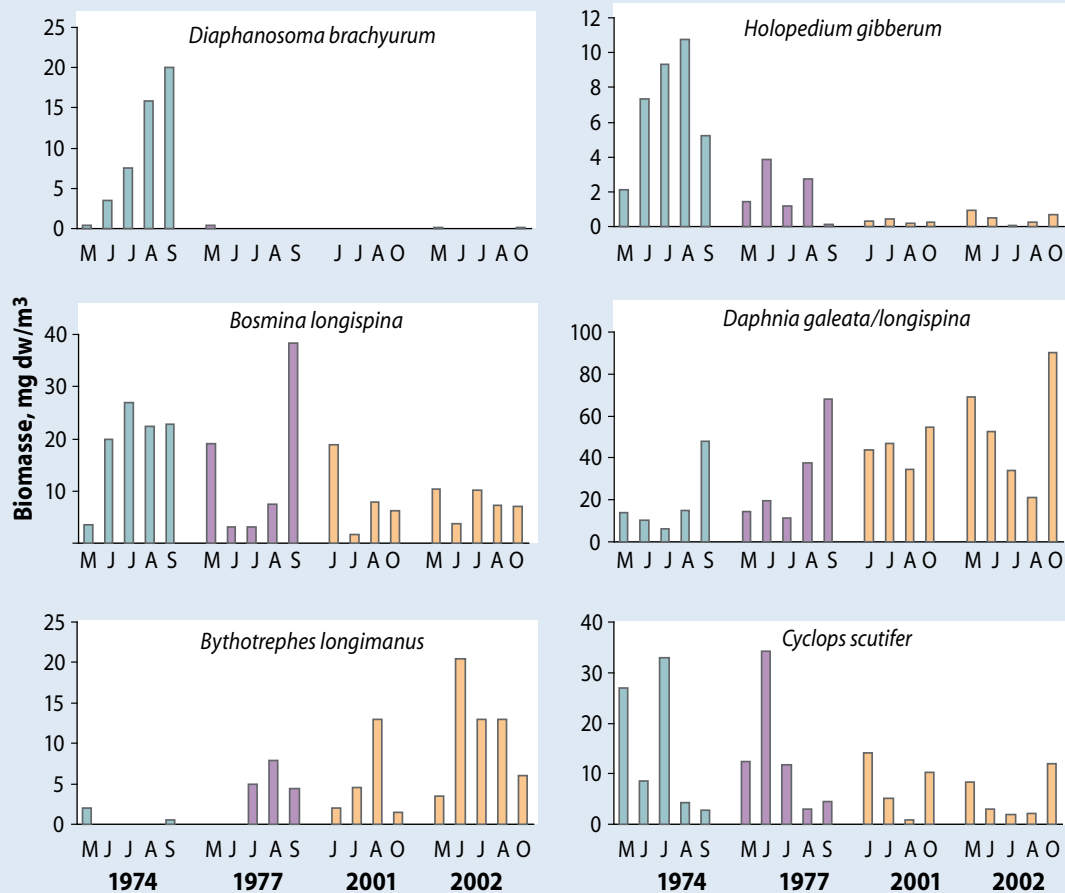 Biomasse, mg dw/m³
Diaphanosoma brachyurum
25
20
15
10
5
0
M J J A S M J J A S J J A O M J J A O
Holopedium gibberum
12
10
8
6
4
2
0
M J J A S M J J A S J J A O M J J A O
Bosmina longispina
40
30
20
10
M J J A S M J J A S J J A O M J J A O
Daphnia galeata/longispina
100
80
60
40
20
0
M J J A S M J J A S J J A O M J J A O
Bythotrephes longimanus
25
20
15
10
5
0
M J J A S M J J A S J J A O M J J A O
1974 1977 2001 2002
Cyclops scutifer
40
30
20
10
0
M J J A S M J J A S J J A O M J J A O
1974 1977 2001 2002